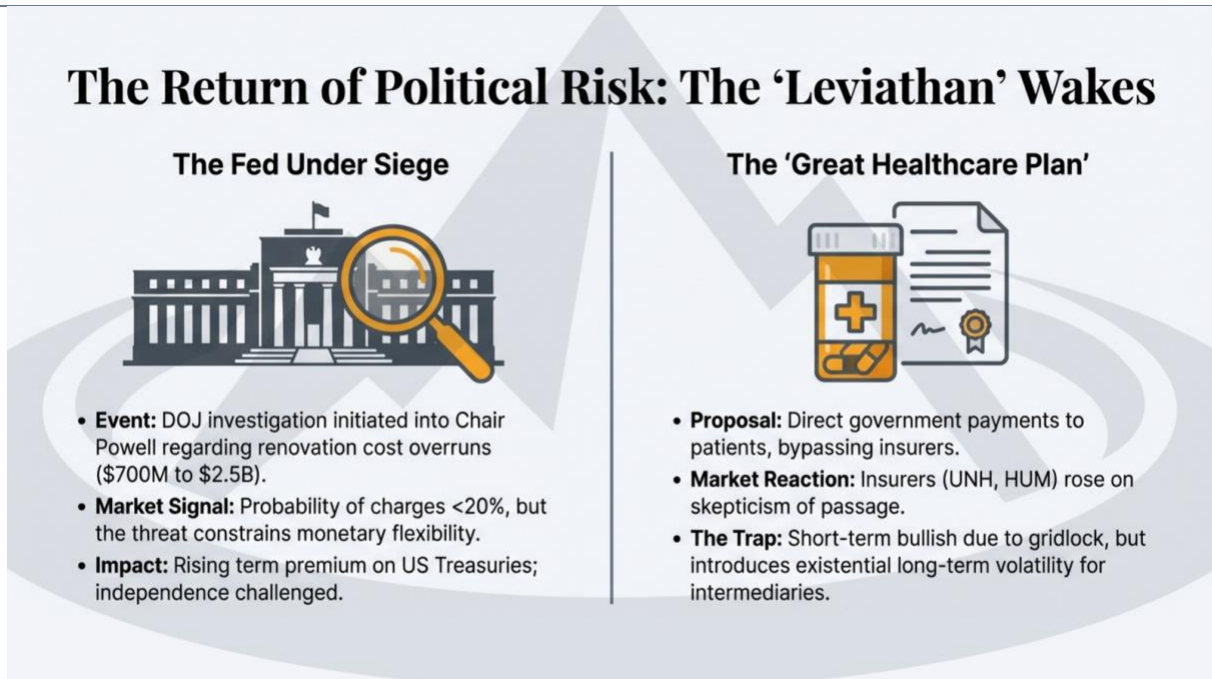 The Return of Political Risk: The ‘Leviathan’ Wakes
The Fed Under Siege
• Event: DOJ investigation initiated into Chair
Powell regarding renovation cost overruns
($700M to $2.5B).
• Market Signal: Probability of charges <20%, but
the threat constrains monetary flexibility.
• Impact: Rising term premium on US Treasuries;
independence challenged.
The ‘Great Healthcare Plan’
• Proposal: Direct government payments to
patients, bypassing insurers.
• Market Reaction: Insurers (UNH, HUM) rose on
skepticism of passage.
• The Trap: Short-term bullish due to gridlock, but
introduces existential long-term volatility for
intermediaries.